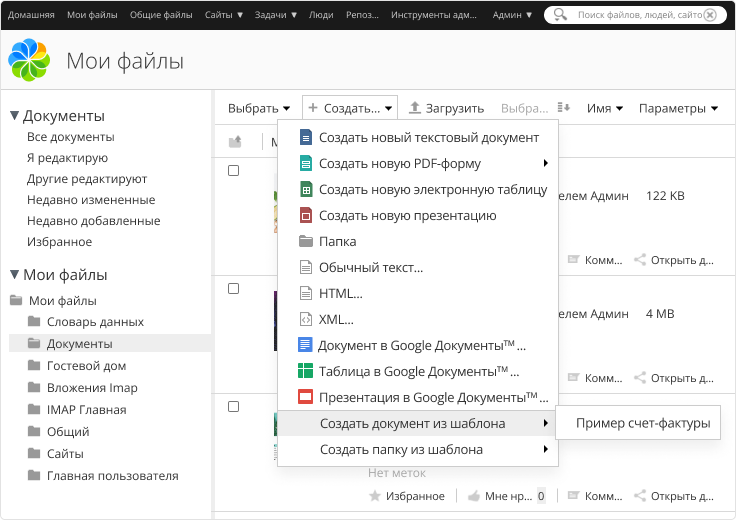 Домашняя Мои файлы Общие файлы Сайты Задачи Люди Репоз... Инструменты адм... Админ Поиск файлов, людей, сайто
Мои файлы
Документы
Все документы
Я редактирую
Другие редактируют
Недавно измененные
Недавно добавленные
Избранное
Мои файлы
Мои файлы
Словарь данных
Документы
Гостевой дом
Вложения Imap
IMAP Главная
Общий
Сайты
Главная пользователя
Выбрать Создать... Загрузить Выбра... Имя Параметры
Создать новый текстовый документ
Создать новую PDF-форму
Создать новую электронную таблицу
Создать новую презентацию
Папка
Обычный текст...
HTML...
XML...
Документ в Google Документы™...
Таблица в Google Документы™...
Презентация в Google Документы™...
Создать документ из шаблона
Создать папку из шаблона
Пример счет-фактуры
елем Админ 122 KB
Комм... Открыть д...
елем Админ 4 MB
Комм... Открыть д...
Нет меток
Избранное Мне нр... 0 Комм... Открыть д...